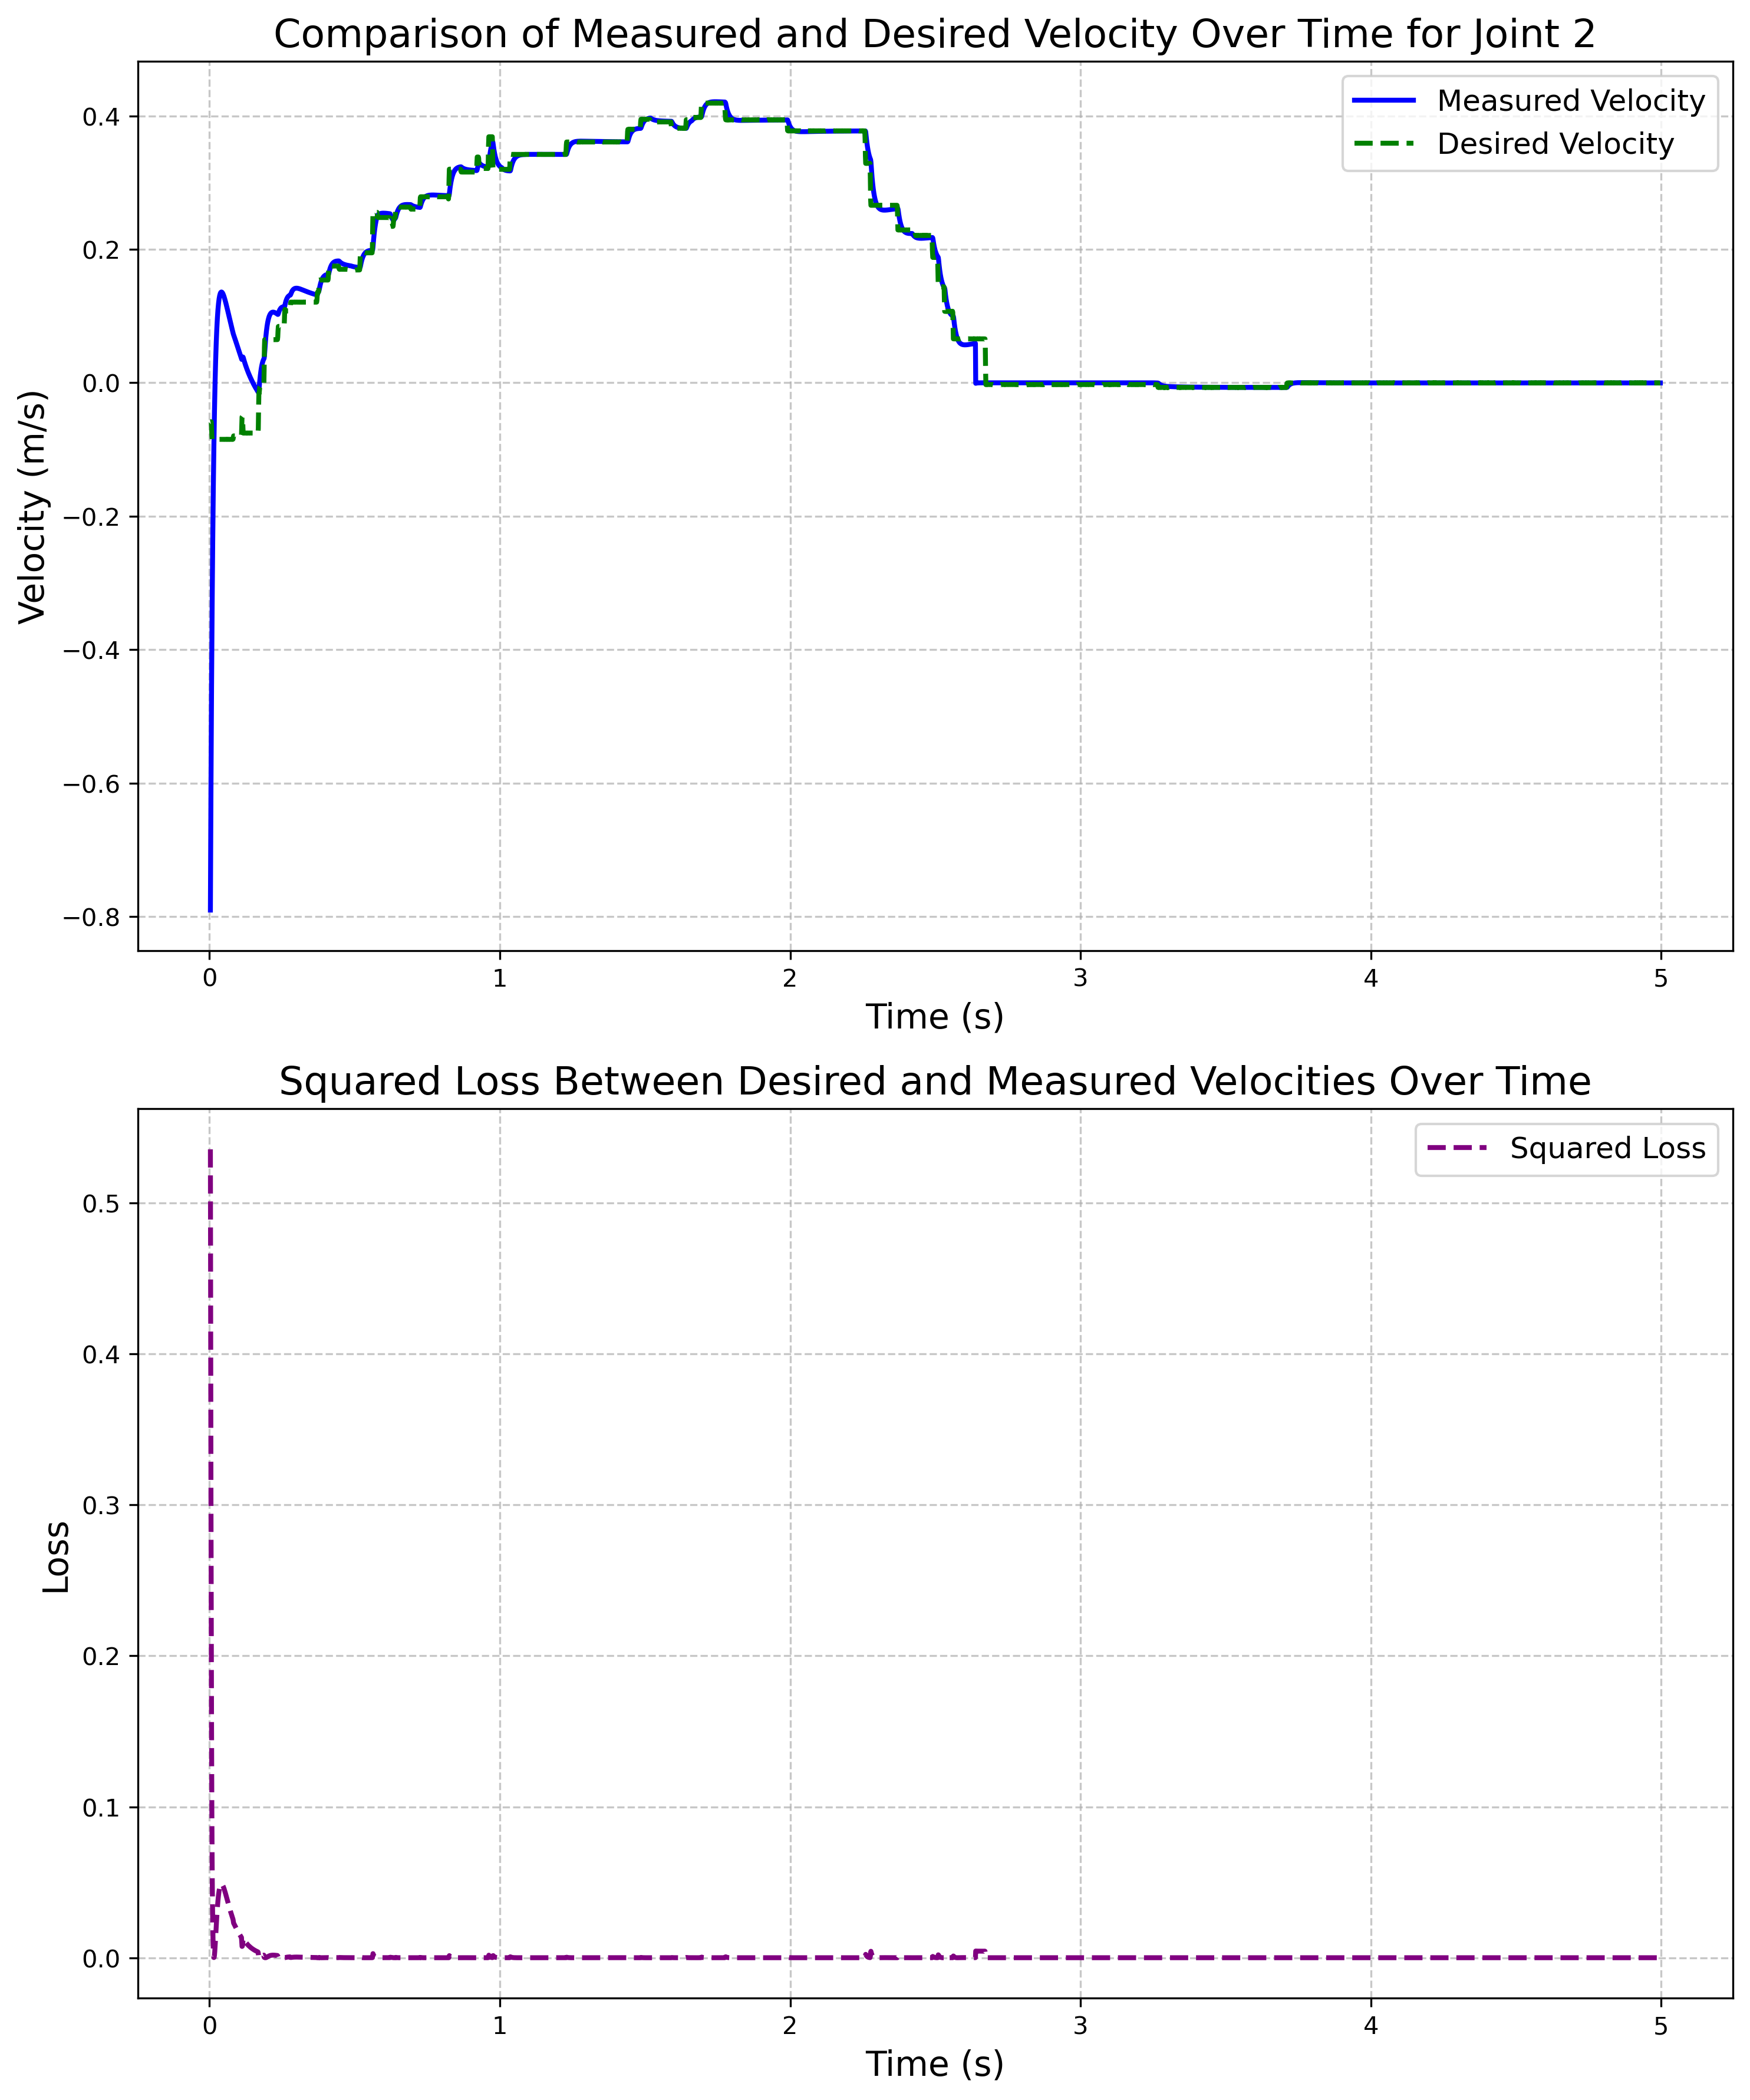 Comparison of Measured and Desired Velocity Over Time for Joint 2
Measured Velocity
Desired Velocity
0.4
0.2
0.0
−0.2
−0.4
−0.6
−0.8
Velocity (m/s)
0 1 2 3 4 5
Time (s)
Squared Loss Between Desired and Measured Velocities Over Time
Squared Loss
0.5
0.4
0.3
0.2
0.1
0.0
Loss
0 1 2 3 4 5
Time (s)